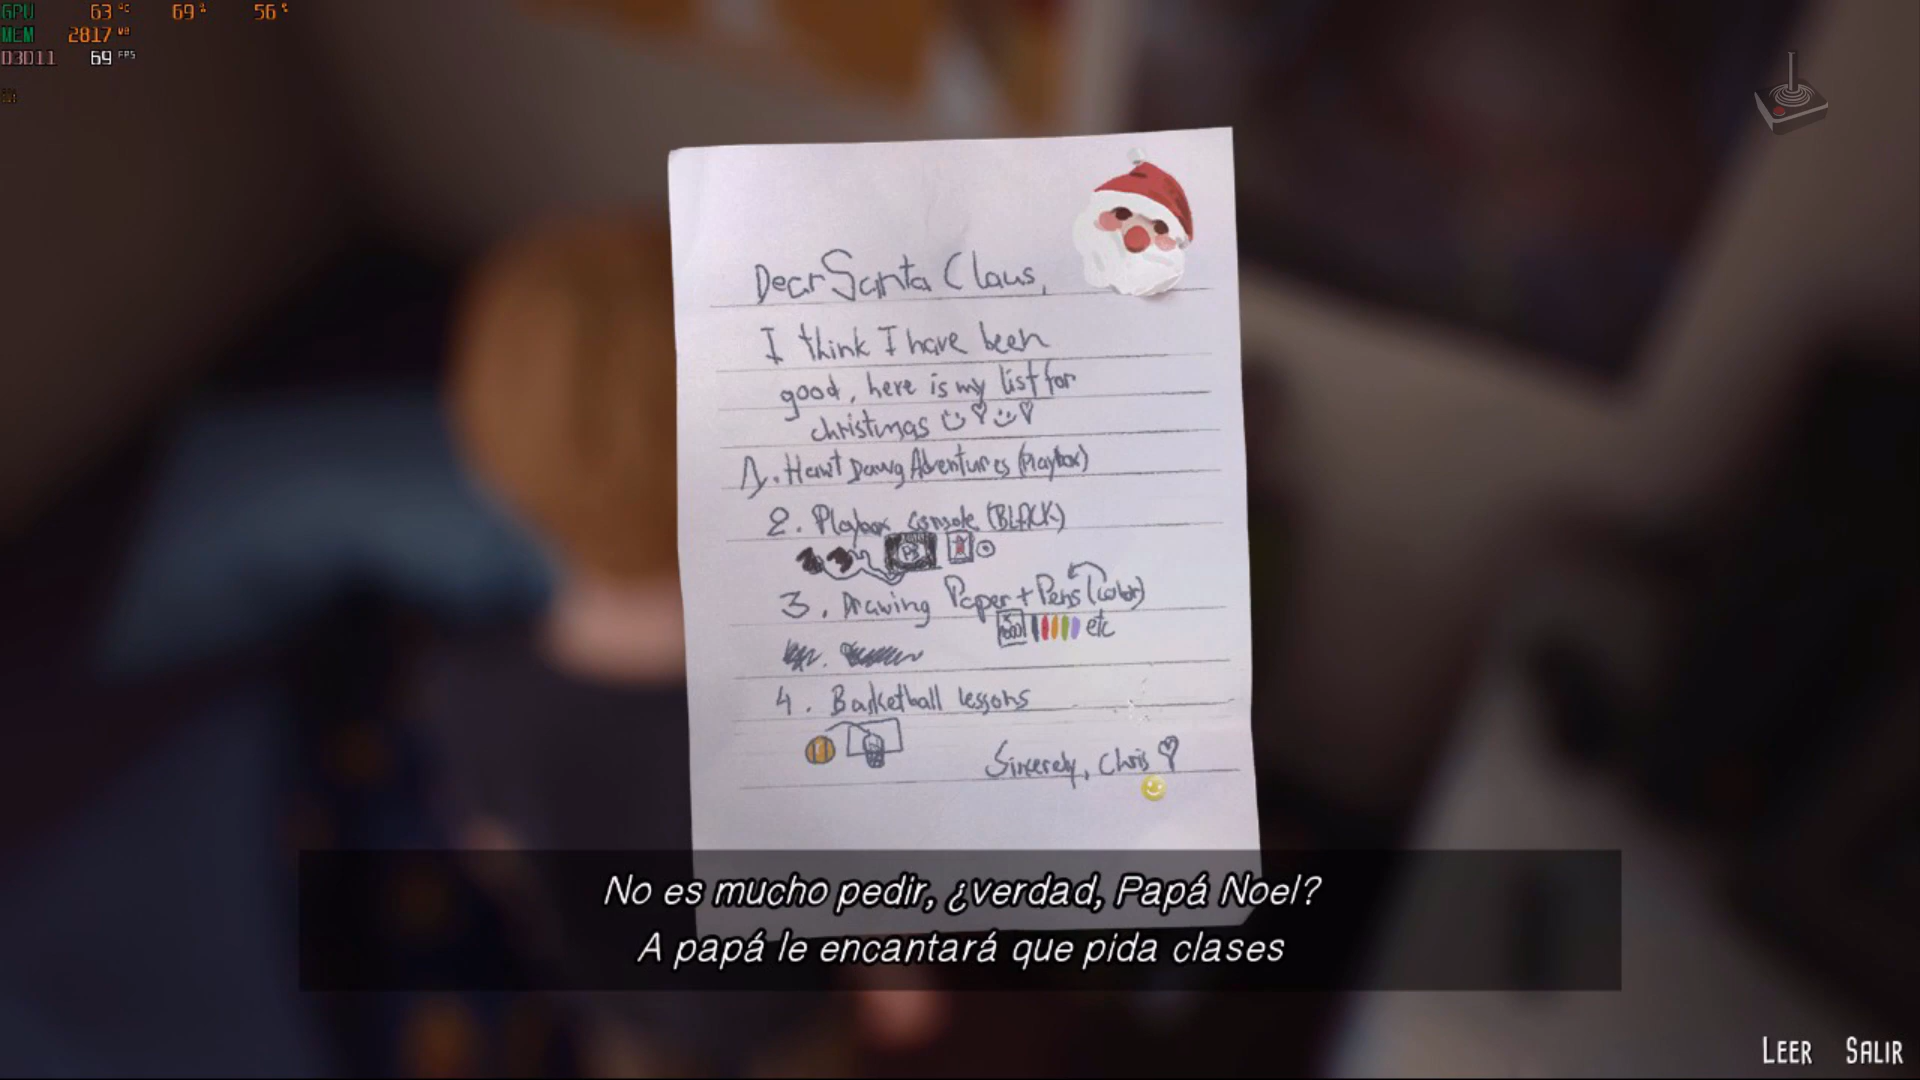 GPU 63 °C 69 % 56 %
MEM 2817 MB
D3D11 69 FPS
Dear Santa Claus,
I think I have been
good, here is my list for
christmas
1. Hawt Dawg Adventures (Playbox)
2. Playbox console (BLACK)
3. Drawing Paper + Pens (color)
etc
4. Basketball lessons
Sincerely, Chris
No es mucho pedir, ¿verdad, Papá Noel?
A papá le encantará que pida clases
LEER SALIR